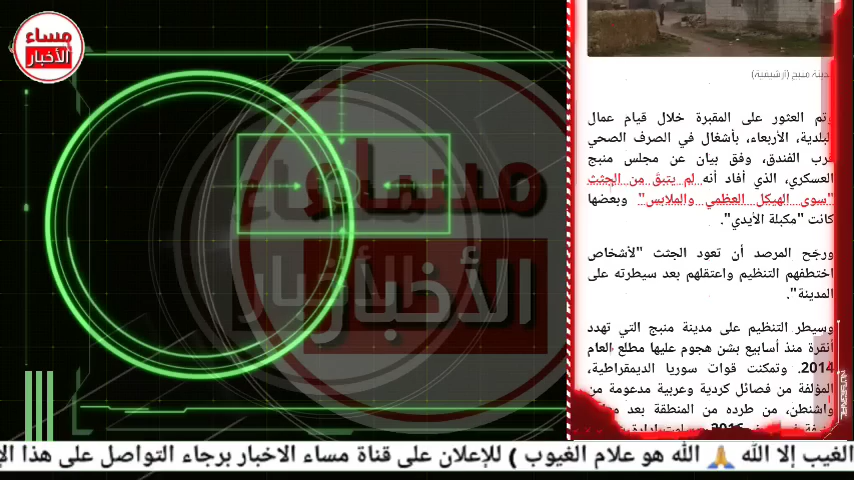 مساء
الأخبار
مساء
الأخبار
مدينة منبج (أرشيفية)
وتم العثور على المقبرة خلال قيام عمال
البلدية، الأربعاء، بأشغال في الصرف الصحي
قرب الفندق، وفق بيان عن مجلس منبج
العسكري، الذي أفاد أنه لم يتبقَ من الجثث
"سوى الهيكل العظمي والملابس" وبعضها
كانت "مكبلة الأيدي".
ورجّح المرصد أن تعود الجثث "لأشخاص
اختطفهم التنظيم واعتقلهم بعد سيطرته على
المدينة".
وسيطر التنظيم على مدينة منبج التي تهدد
أنقرة منذ أسابيع بشن هجوم عليها مطلع العام
2014. وتمكنت قوات سوريا الديمقراطية،
المؤلفة من فصائل كردية وعربية مدعومة من
واشنطن، من طرده من المنطقة بعد
2016
الغيب إلا الله 🙏 الله هو علام الغيوب ) للإعلان على قناة مساء الاخبار برجاء التواصل على هذا